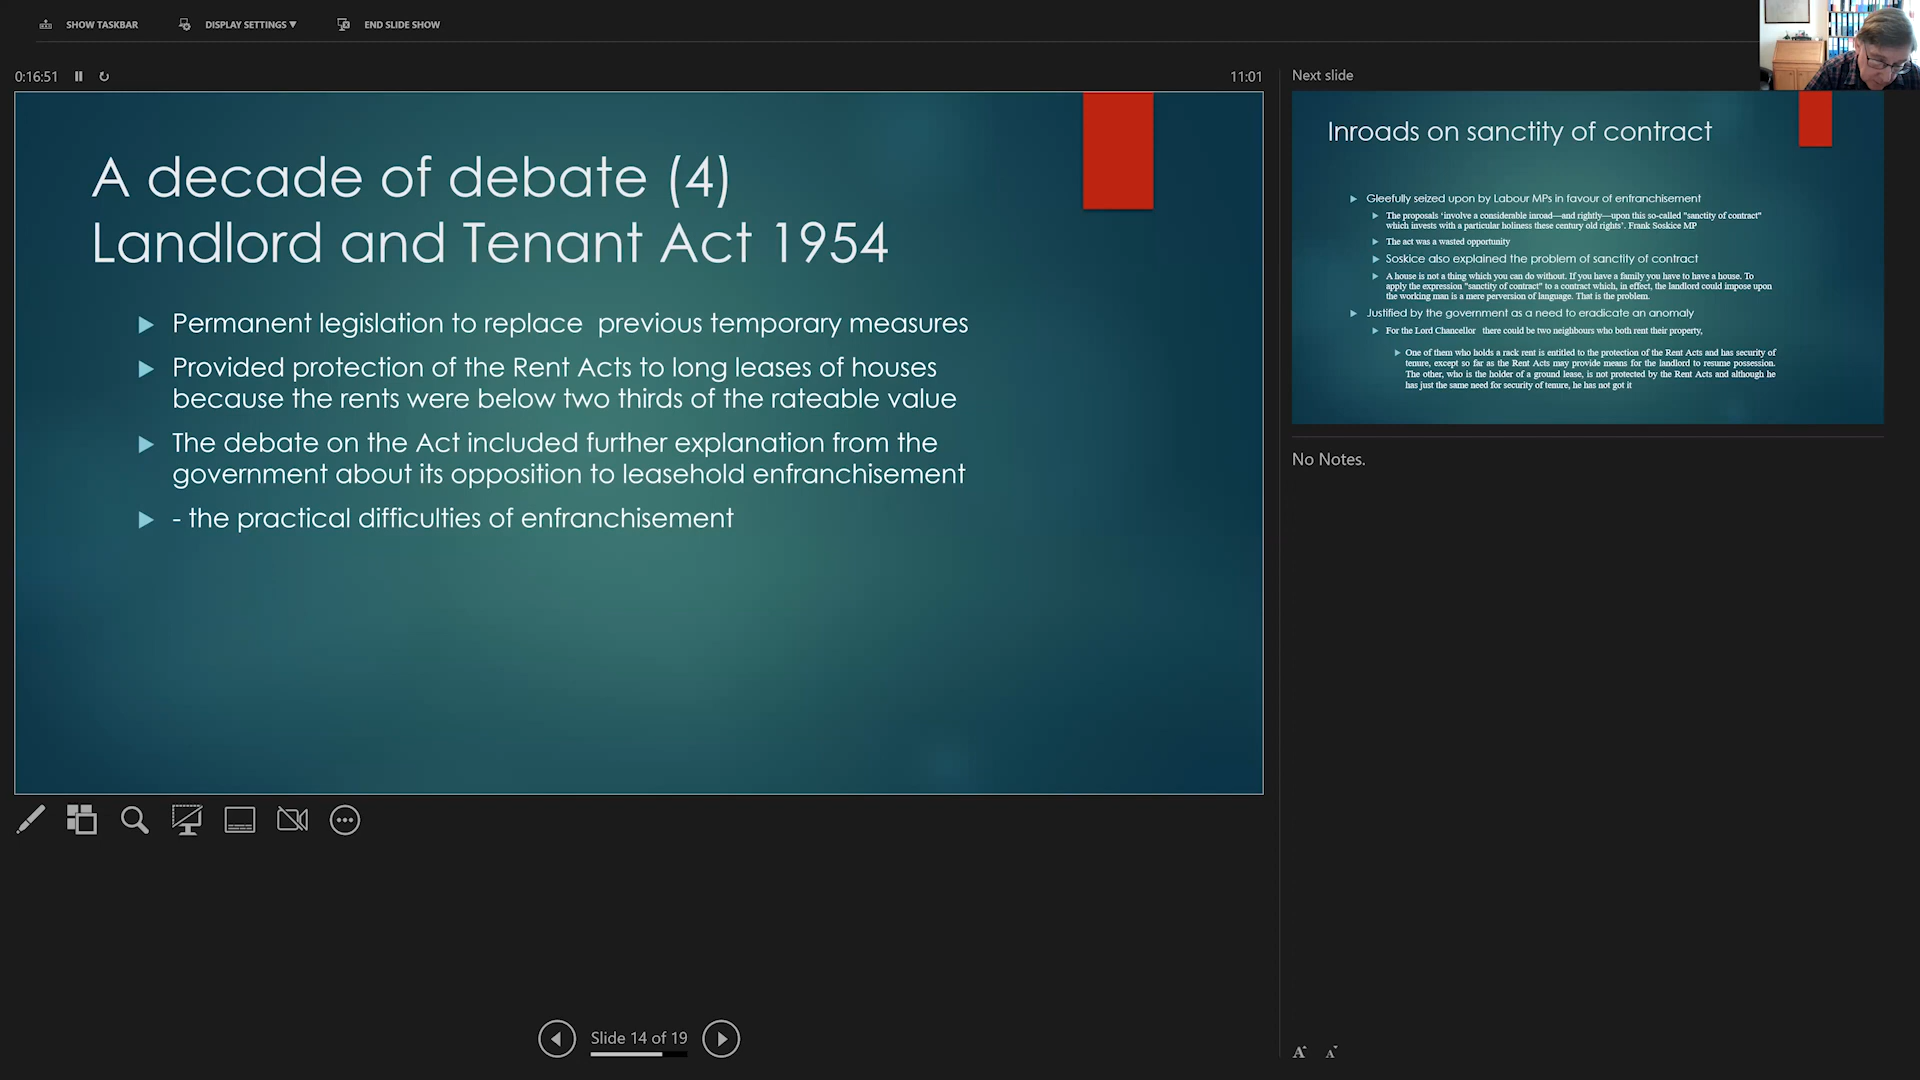 SHOW TASKBAR
DISPLAY SETTINGS ▼
END SLIDE SHOW
0:16:51
11:01
A decade of debate (4)
Landlord and Tenant Act 1954
Permanent legislation to replace previous temporary measures
Provided protection of the Rent Acts to long leases of houses
because the rents were below two thirds of the rateable value
The debate on the Act included further explanation from the
government about its opposition to leasehold enfranchisement
- the practical difficulties of enfranchisement
Slide 14 of 19
Next slide
Inroads on sanctity of contract
Gleefully seized upon by Labour MPs in favour of enfranchisement
The proposals 'involve a considerable inroad—and rightly—upon this so-called "sanctity of contract"
which invests with a particular holiness these century old rights'. Frank Soskice MP
The act was a wasted opportunity
Soskice also explained the problem of sanctity of contract
A house is not a thing which you can do without. If you have a family you have to have a house. To
apply the expression "sanctity of contract" to a contract which, in effect, the landlord could impose upon
the working man is a mere perversion of language. That is the problem.
Justified by the government as a need to eradicate an anomaly
For the Lord Chancellor there could be two neighbours who both rent their property,
One of them who holds a rack rent is entitled to the protection of the Rent Acts and has security of
tenure, except so far as the Rent Acts may provide means for the landlord to resume possession.
The other, who is the holder of a ground lease, is not protected by the Rent Acts and although he
has just the same need for security of tenure, he has not got it
No Notes.
A A